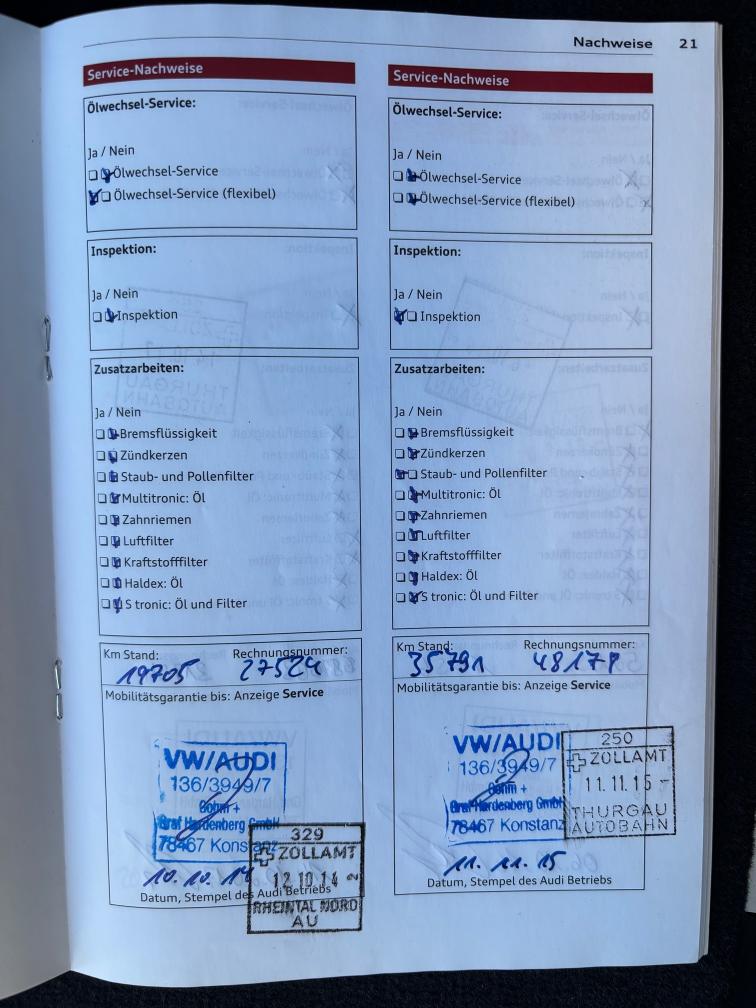 Nachweise 21
Service-Nachweise
Ölwechsel-Service:
Ja / Nein
Ölwechsel-Service
Ölwechsel-Service (flexibel)
Inspektion:
Ja / Nein
Inspektion
Zusatzarbeiten:
Ja / Nein
Bremsflüssigkeit
Zündkerzen
Staub- und Pollenfilter
Multitronic: Öl
Zahnriemen
Luftfilter
Kraftstofffilter
Haldex: Öl
S tronic: Öl und Filter
Km Stand: Rechnungsnummer:
19705 27524
Mobilitätsgarantie bis: Anzeige Service
VW/AUDI
136/3949/7
Gohm +
Graf Hardenberg GmbH
78467 Konstanz
10. 10. 14
Datum, Stempel des Audi Betriebs
329
ZOLLAMT
12.10.14
RHEINTAL NORD
AU
Service-Nachweise
Ölwechsel-Service:
Ja / Nein
Ölwechsel-Service
Ölwechsel-Service (flexibel)
Inspektion:
Ja / Nein
Inspektion
Zusatzarbeiten:
Ja / Nein
Bremsflüssigkeit
Zündkerzen
Staub- und Pollenfilter
Multitronic: Öl
Zahnriemen
Luftfilter
Kraftstofffilter
Haldex: Öl
S tronic: Öl und Filter
Km Stand: Rechnungsnummer:
35791
Mobilitätsgarantie bis: Anzeige Service
VW/AUDI
136/3949/7
Gohm +
Graf Hardenberg GmbH
78467 Konstanz
11. 11. 15
Datum, Stempel des Audi Betriebs
250
ZOLLAMT
11.11.15
THURGAU
AUTOBAHN